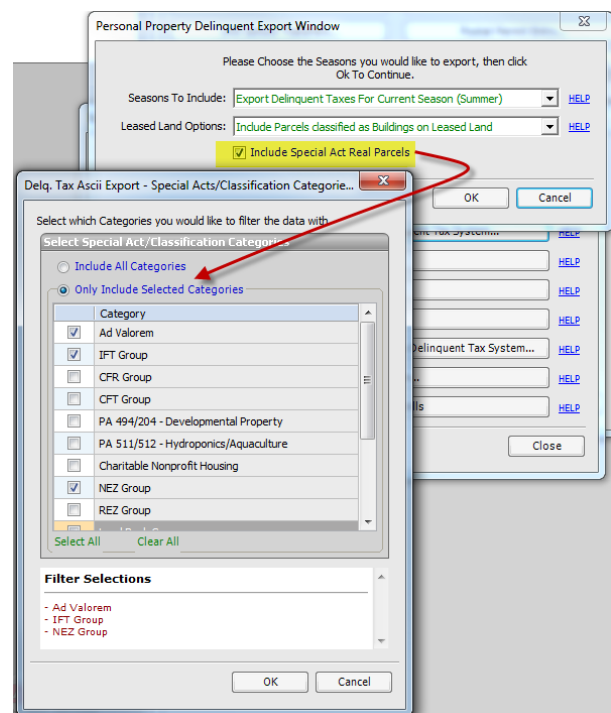 Personal Property Delinquent Export Window
Please Choose the Seasons you would like to export, then click
Ok To Continue.
Seasons To Include: Export Delinquent Taxes For Current Season (Summer) HELP
Leased Land Options: Include Parcels classified as Buildings on Leased Land HELP
Include Special Act Real Parcels
OK Cancel
Delq. Tax Ascii Export - Special Acts/Classification Categorie...
Select which Categories you would like to filter the data with
Select Special Act/Classification Categories
Include All Categories
Only Include Selected Categories
Category
Ad Valorem
IFT Group
CFR Group
CFT Group
PA 494/204 - Developmental Property
PA 511/512 - Hydroponics/Aquaculture
Charitable Nonprofit Housing
NEZ Group
REZ Group
Select All Clear All
Filter Selections
- Ad Valorem
- IFT Group
- NEZ Group
OK Cancel
ent Tax System... HELP
HELP
HELP
HELP
Delinquent Tax System... HELP
... HELP
lls HELP
Close